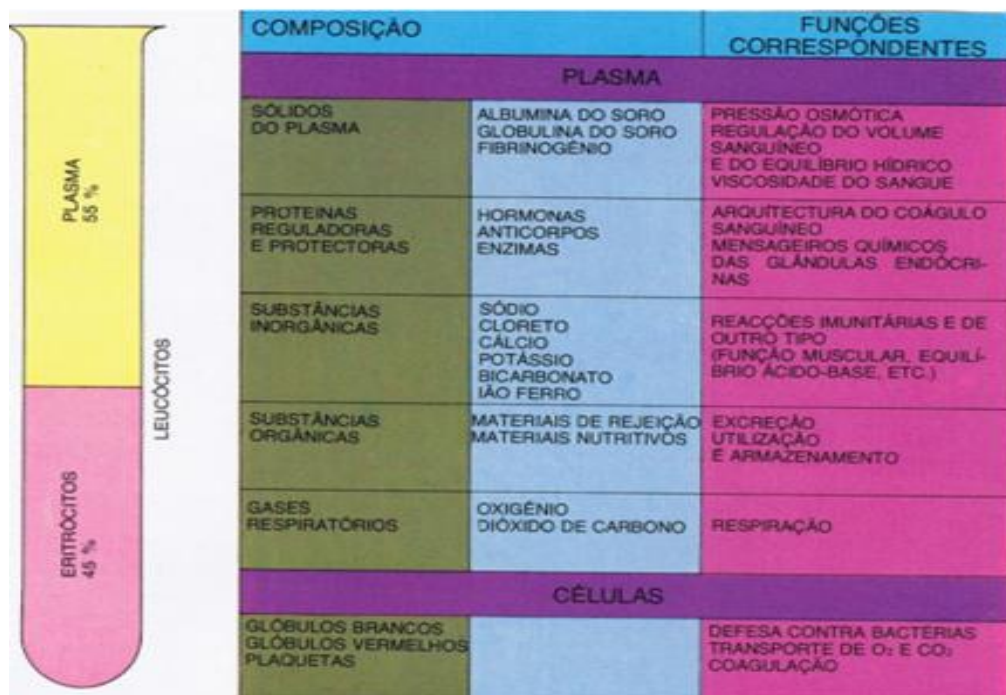 PLASMA
55 %
LEUCÓCITOS
ERITRÓCITOS
45 %
COMPOSIÇÃO
FUNÇÕES
CORRESPONDENTES
PLASMA
SÓLIDOS
DO PLASMA
ALBUMINA DO SORO
GLOBULINA DO SORO
FIBRINOGÉNIO
PRESSÃO OSMÓTICA
REGULAÇÃO DO VOLUME
SANGUÍNEO
E DO EQUILÍBRIO HÍDRICO
VISCOSIDADE DO SANGUE
PROTEINAS
REGULADORAS
E PROTECTORAS
HORMONAS
ANTICORPOS
ENZIMAS
ARQUITECTURA DO COÁGULO
SANGUÍNEO
MENSAGEIROS QUÍMICOS
DAS GLÂNDULAS ENDÓCRI-
NAS
SUBSTÂNCIAS
INORGÂNICAS
SÓDIO
CLORETO
CÁLCIO
POTÁSSIO
BICARBONATO
IÃO FERRO
REACÇÕES IMUNITÁRIAS E DE
OUTRO TIPO
(FUNÇÃO MUSCULAR, EQUILÍ-
BRIO ÁCIDO-BASE, ETC.)
SUBSTÂNCIAS
ORGÂNICAS
MATERIAIS DE REJEIÇÃO
MATERIAIS NUTRITIVOS
EXCREÇÃO
UTILIZAÇÃO
E ARMAZENAMENTO
GASES
RESPIRATÓRIOS
OXIGÉNIO
DIÓXIDO DE CARBONO
RESPIRAÇÃO
CÉLULAS
GLÓBULOS BRANCOS
GLÓBULOS VERMELHOS
PLAQUETAS
DEFESA CONTRA BACTÉRIAS
TRANSPORTE DE O₂ E CO₂
COAGULAÇÃO